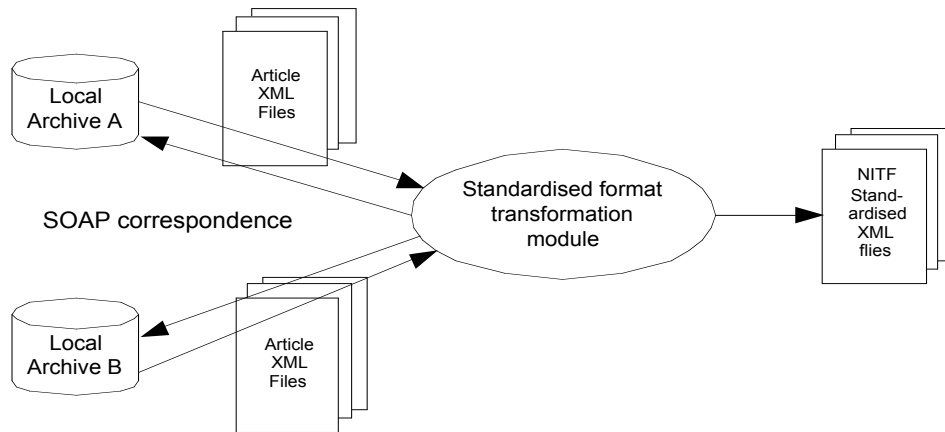 Local
Archive A
Article
XML
Files
SOAP correspondence
Standardised format
transformation
module
NITF
Stand-
ardised
XML
flies
Local
Archive B
Article
XML
Files